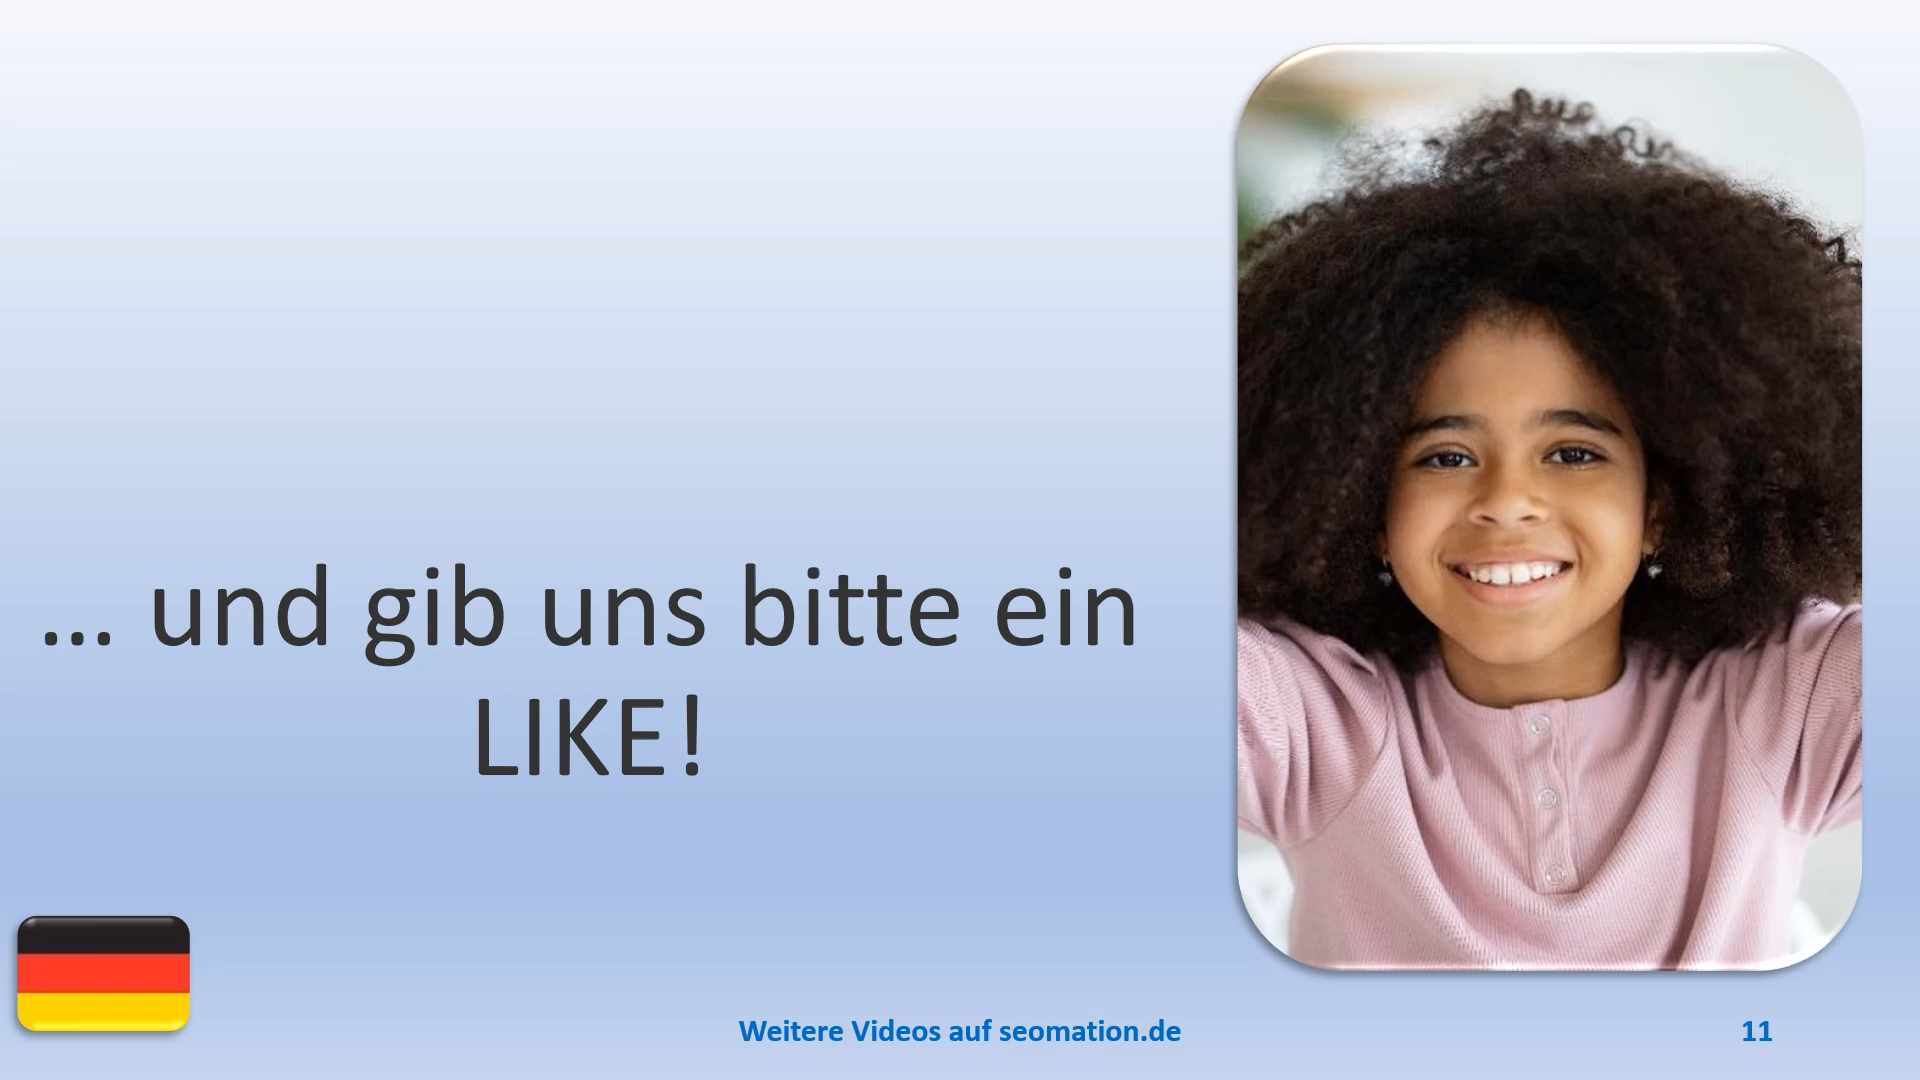 ... und gib uns bitte ein
LIKE!
Weitere Videos auf seomation.de
11